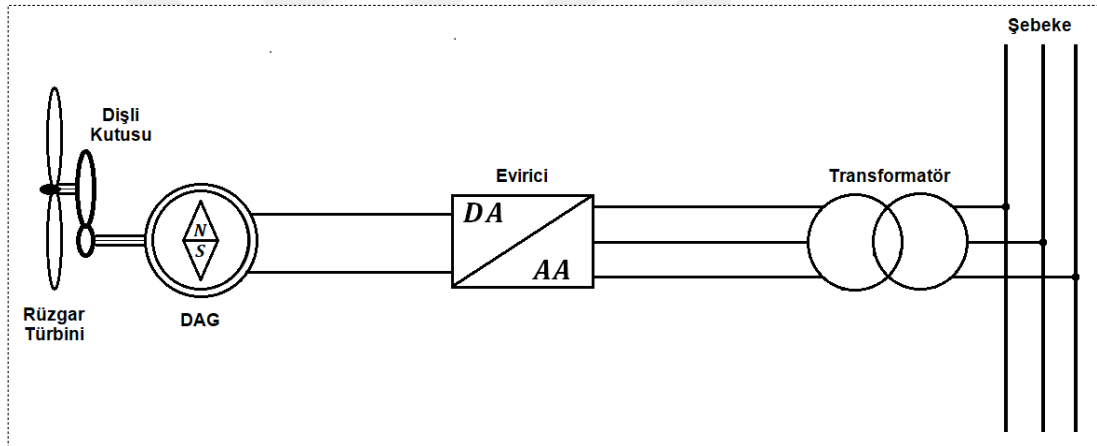 Şebeke
Dişli
Kutusu
Evirici
Transformatör
DA
N
S
AA
Rüzgar
Türbini
DAG